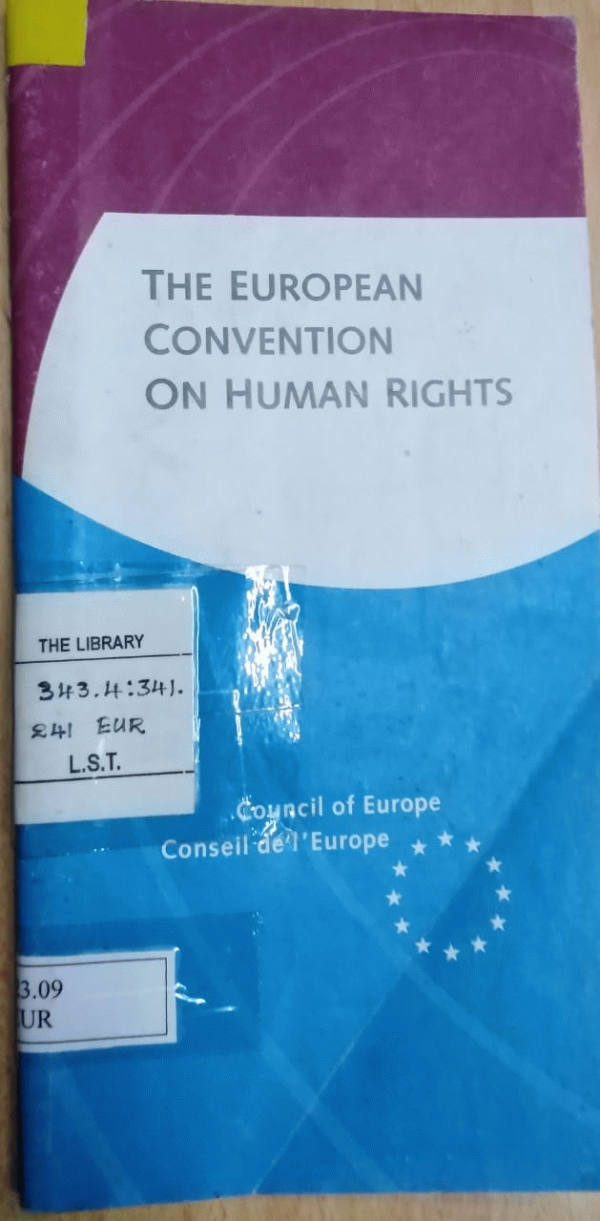 THE EUROPEAN
CONVENTION
ON HUMAN RIGHTS
THE LIBRARY
343.4:341.
241 EUR
L.S.T.
Council of Europe
Conseil de l'Europe
3.09
UR